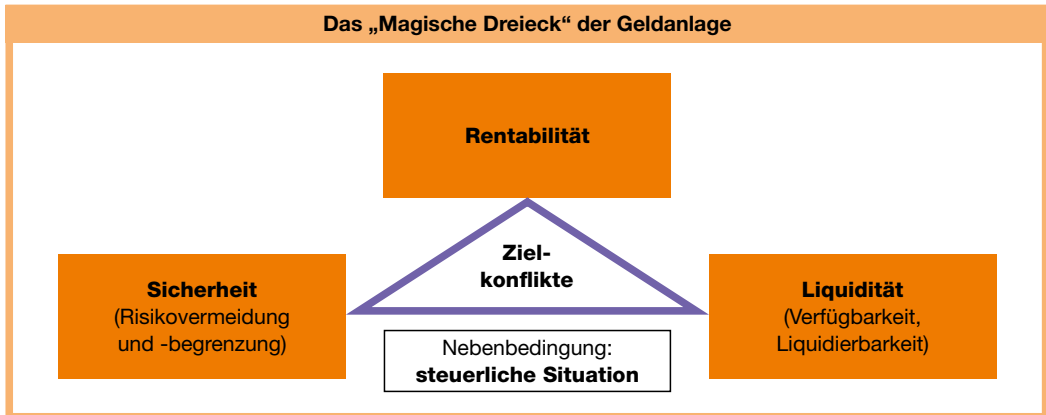 Das „Magische Dreieck“ der Geldanlage
Rentabilität
Ziel-
konflikte
Sicherheit
(Risikovermeidung
und -begrenzung)
Liquidität
(Verfügbarkeit,
Liquidierbarkeit)
Nebenbedingung:
steuerliche Situation